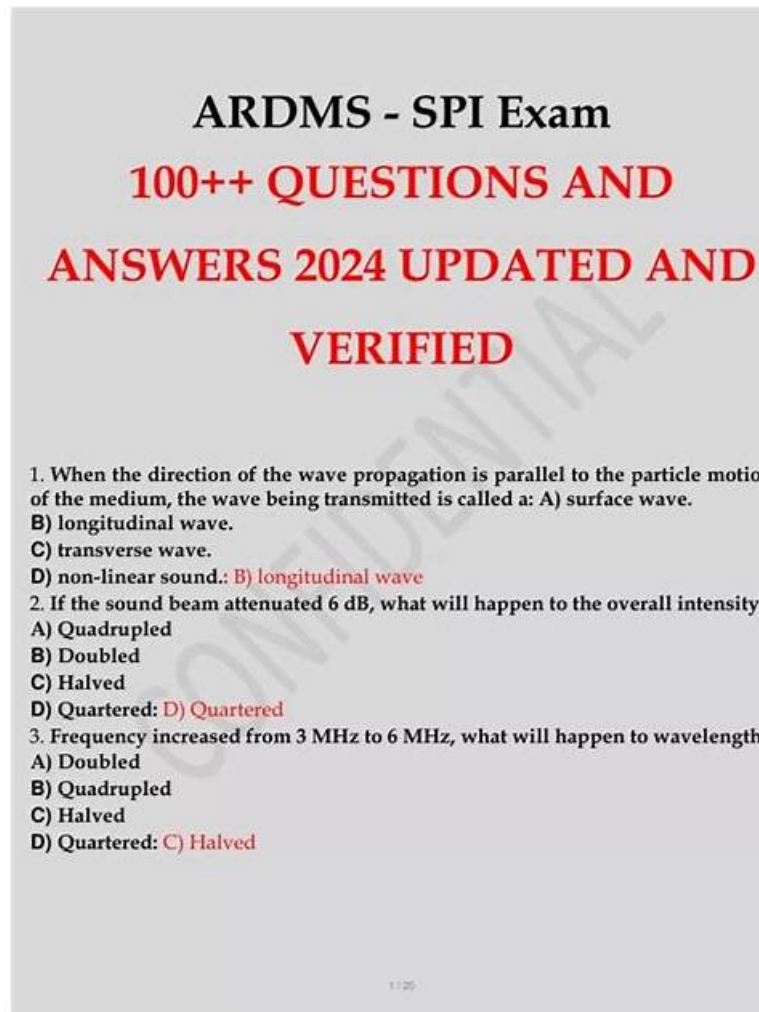 ARDMS - SPI Exam
100++ QUESTIONS AND
ANSWERS 2024 UPDATED AND
VERIFIED
CONFIDENTIAL
1. When the direction of the wave propagation is parallel to the particle motio
of the medium, the wave being transmitted is called a: A) surface wave.
B) longitudinal wave.
C) transverse wave.
D) non-linear sound.: B) longitudinal wave
2. If the sound beam attenuated 6 dB, what will happen to the overall intensity
A) Quadrupled
B) Doubled
C) Halved
D) Quartered: D) Quartered
3. Frequency increased from 3 MHz to 6 MHz, what will happen to wavelength
A) Doubled
B) Quadrupled
C) Halved
D) Quartered: C) Halved
1 / 25